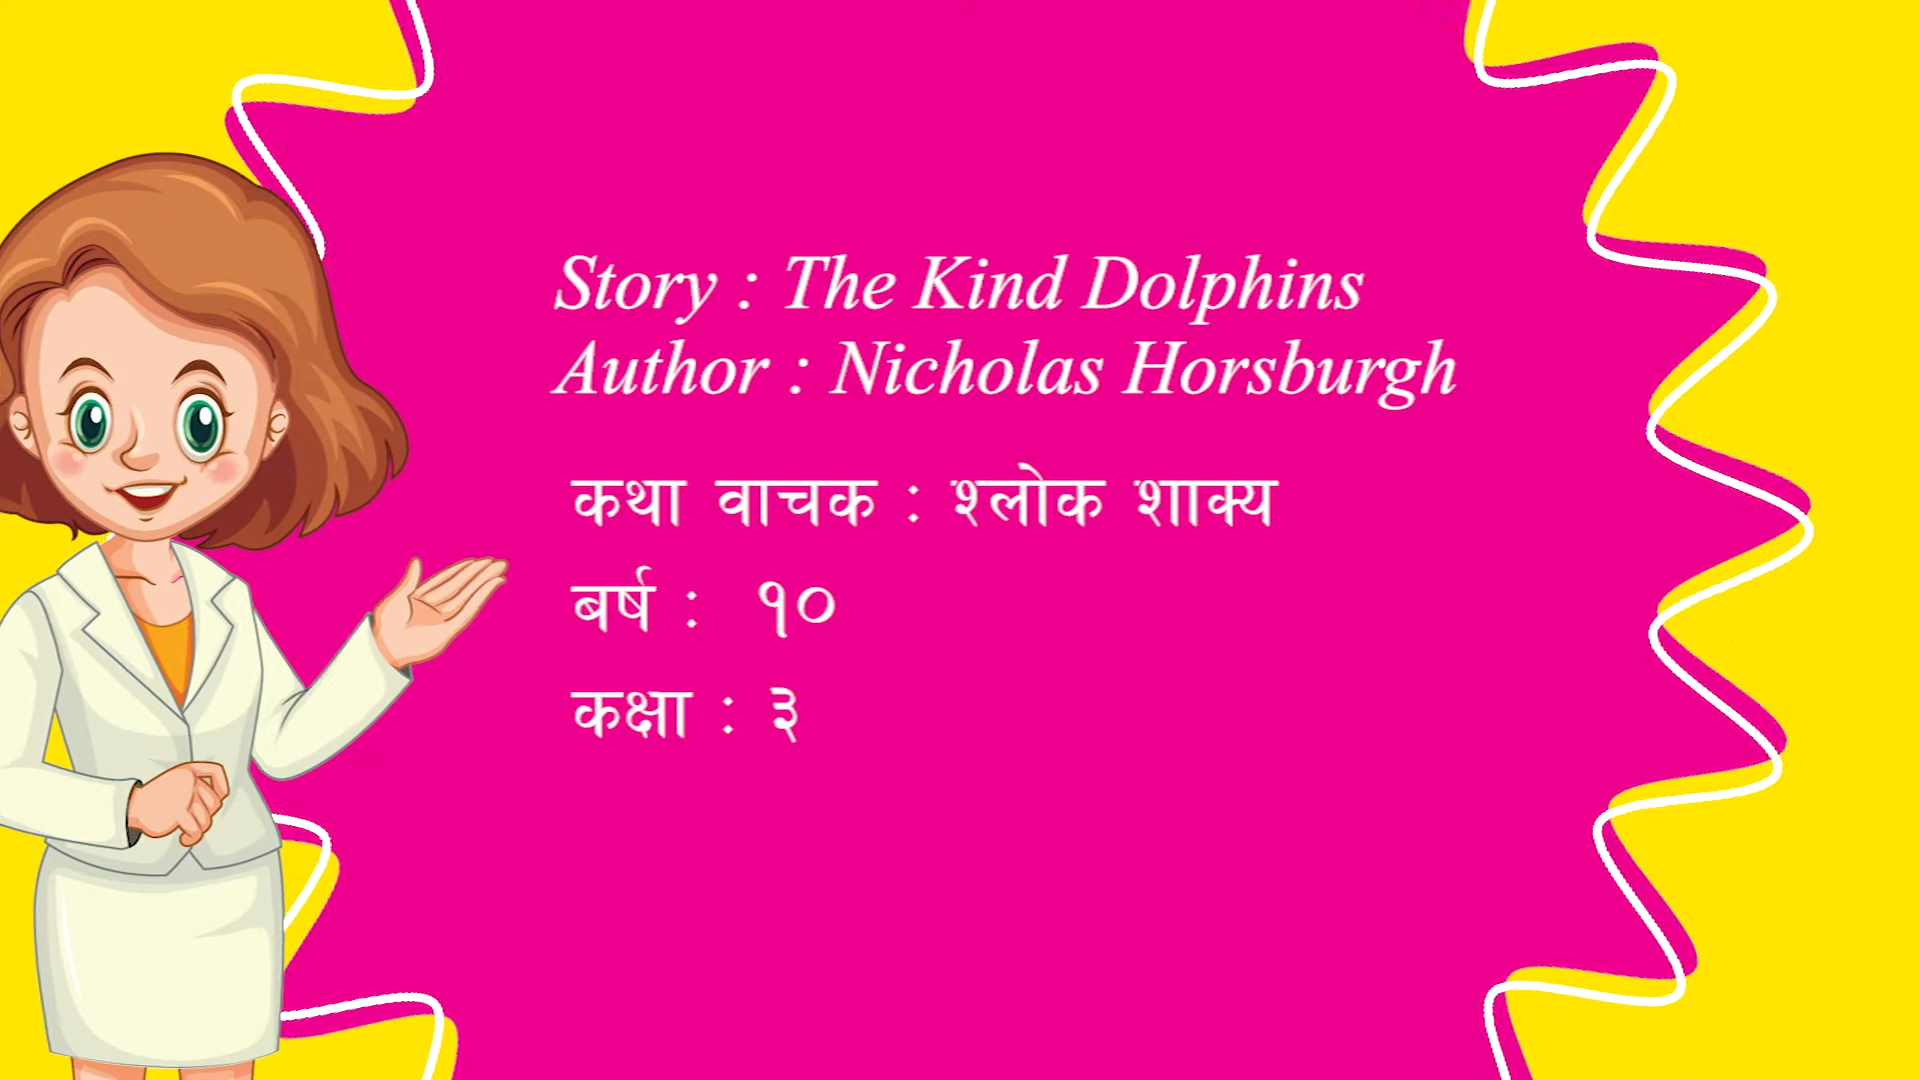 Story : The Kind Dolphins
Author : Nicholas Horsburgh
कथा वाचक : श्लोक शाक्य
बर्ष : १०
कक्षा : ३